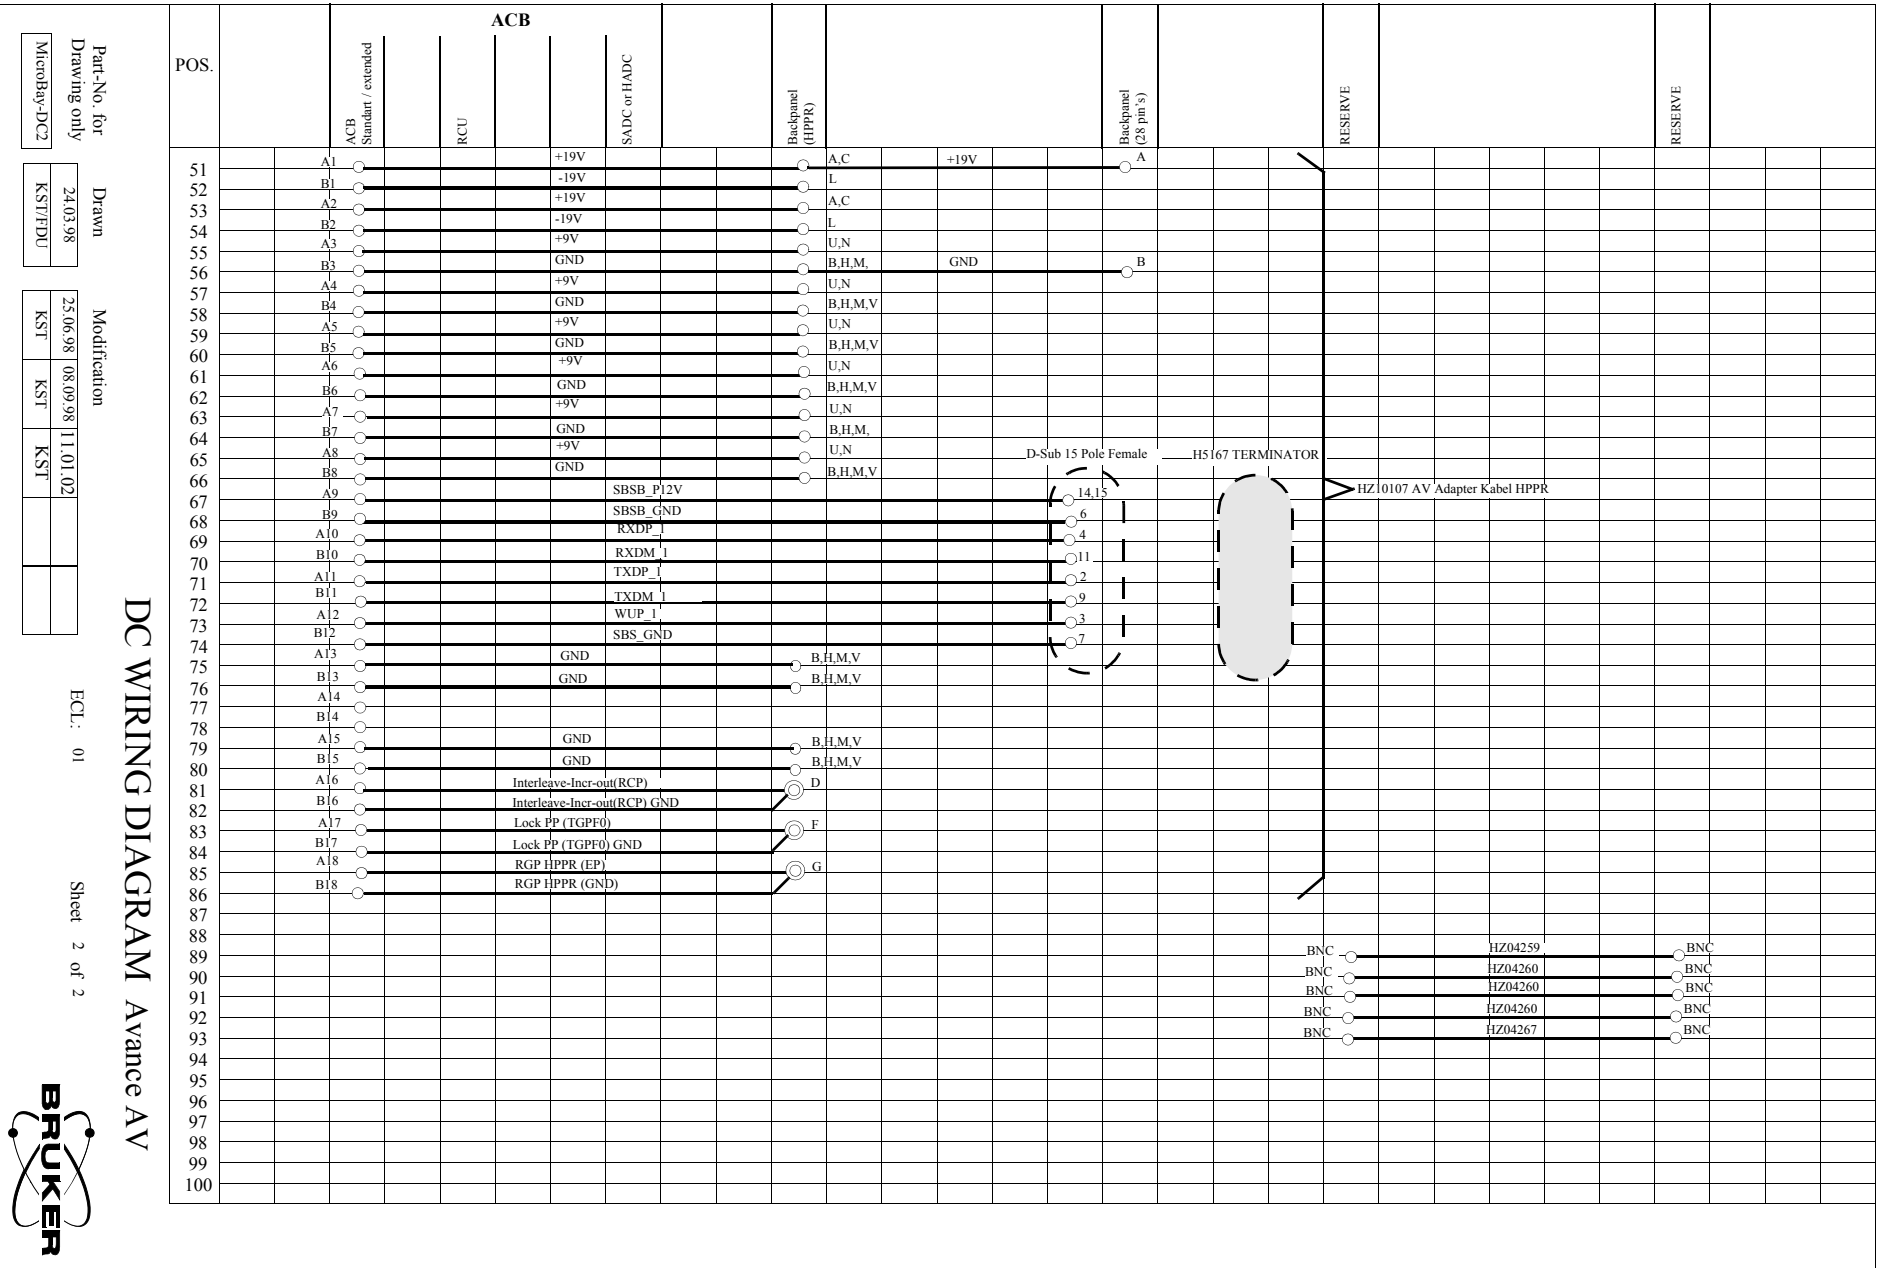 ACB
POS.
ACB
Standart / extended
RCU
SADC or HADC
Backpanel
(HPPR)
Backpanel
(28 pin's)
RESERVE
RESERVE
51 A1 +19V A,C +19V A
52 B1 -19V L
53 A2 +19V A,C
54 B2 -19V L
55 A3 +9V U,N
56 B3 GND B,H,M, GND B
57 A4 +9V U,N
58 B4 GND B,H,M,V
59 A5 +9V U,N
60 B5 GND B,H,M,V
61 A6 +9V U,N
62 B6 GND B,H,M,V
63 A7 +9V U,N
64 B7 GND B,H,M,
65 A8 +9V U,N
D-Sub 15 Pole Female H5167 TERMINATOR
66 B8 GND B,H,M,V
HZ10107 AV Adapter Kabel HPPR
67 A9 SBSB_P12V 14,15
68 B9 SBSB_GND 6
69 A10 RXDP_1 4
70 B10 RXDM_1 11
71 A11 TXDP_1 2
72 B11 TXDM_1 9
73 A12 WUP_1 3
74 B12 SBS_GND 7
75 A13 GND B,H,M,V
76 B13 GND B,H,M,V
77 A14
78 B14
79 A15 GND B,H,M,V
80 B15 GND B,H,M,V
81 A16 Interleave-Incr-out(RCP) D
82 B16 Interleave-Incr-out(RCP) GND
83 A17 Lock PP (TGPF0) F
84 B17 Lock PP (TGPF0) GND
85 A18 RGP HPPR (EP) G
86 B18 RGP HPPR (GND)
87
88
89 BNC HZ04259 BNC
90 BNC HZ04260 BNC
91 BNC HZ04260 BNC
92 BNC HZ04260 BNC
93 BNC HZ04267 BNC
94
95
96
97
98
99
100
DC WIRING DIAGRAM Avance AV
Part-No. for
Drawing only
MicroBay-DC2
Drawn
24.03.98
KST/FDU
Modification
25.06.98 08.09.98 11.01.02
KST KST KST
ECL: 01
Sheet 2 of 2
BRUKER